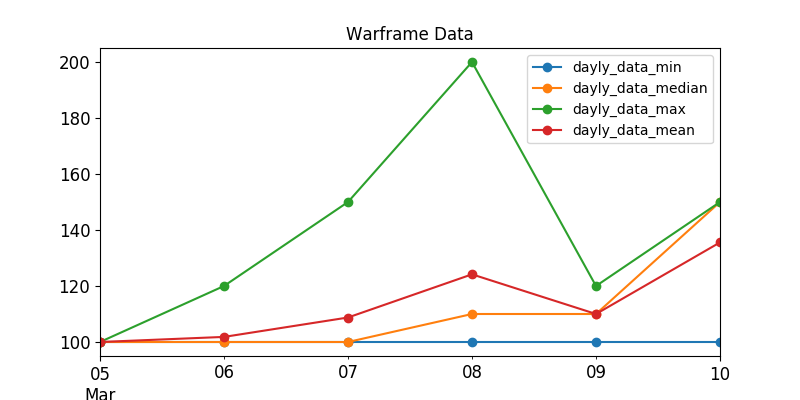 Warframe Data
200
180
160
140
120
100
dayly_data_min
dayly_data_median
dayly_data_max
dayly_data_mean
05 06 07 08 09 10
Mar